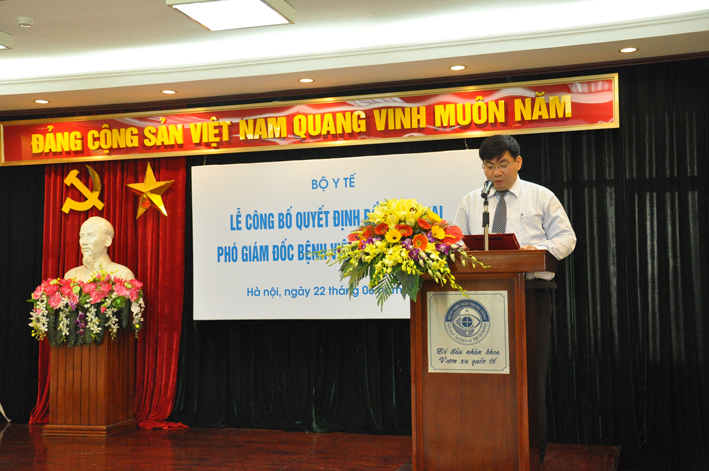 ĐẢNG CỘNG SẢN VIỆT NAM QUANG VINH MUÔN NĂM
BỘ Y TẾ
LỄ CÔNG BỐ QUYẾT ĐỊNH
PHÓ GIÁM ĐỐC BỆNH
Hà Nội, ngày 22 tháng
Đi đầu nhãn khoa
Vươn xa quốc tế